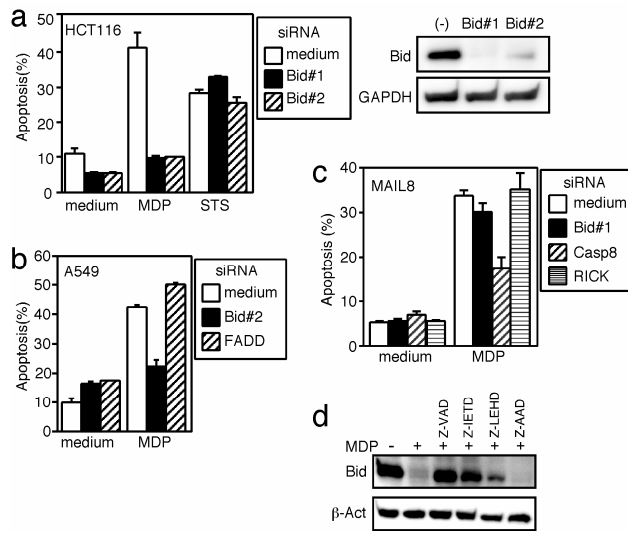 a
HCT116
Apoptosis(%)
50
40
30
20
10
0
medium MDP STS
siRNA
medium
Bid#1
Bid#2
(-) Bid#1 Bid#2
Bid
GAPDH
b
A549
Apoptosis(%)
60
50
40
30
20
10
0
medium MDP
siRNA
medium
Bid#2
FADD
c
MAIL8
Apoptosis (%)
40
30
20
10
0
medium MDP
siRNA
medium
Bid#1
Casp8
RICK
d
Z-VAD
Z-IETD
Z-LEHD
Z-AAD
MDP - + + + + +
Bid
β-Act